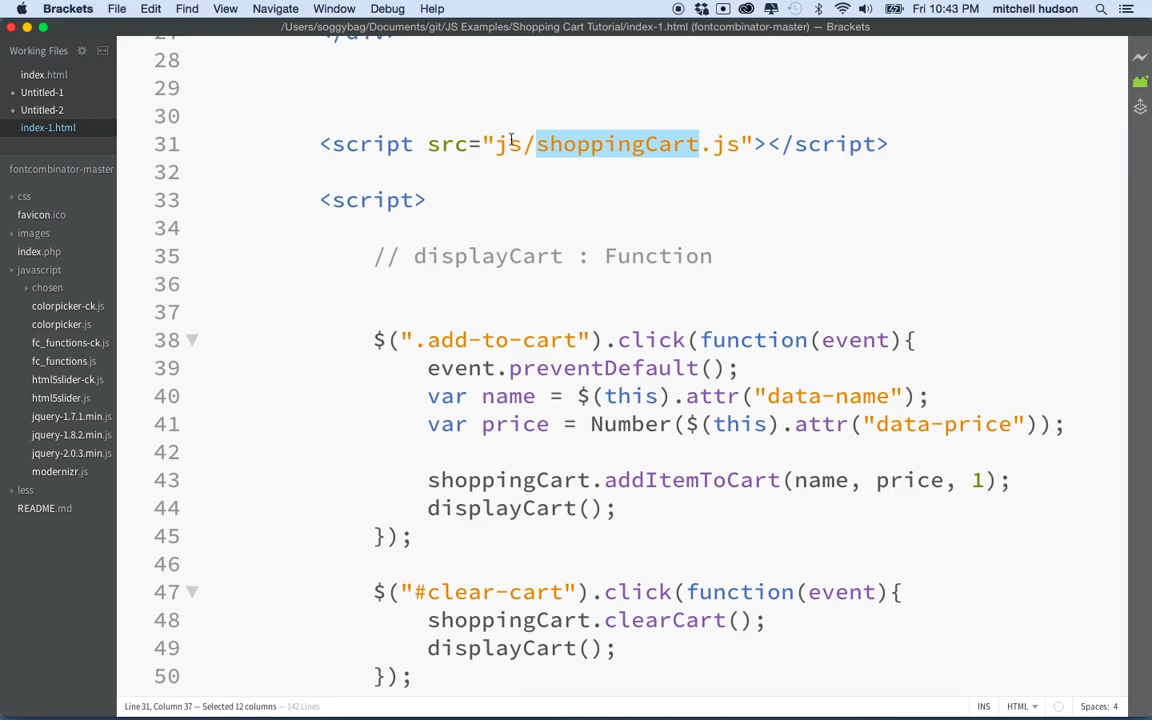 Brackets File Edit Find View Navigate Window Debug Help Fri 10:43 PM mitchell hudson
/Users/soggybag/Documents/git/JS Examples/Shopping Cart Tutorial/index-1.html (fontcombinator-master) — Brackets
Working Files
index.html
Untitled-1
Untitled-2
index-1.html
fontcombinator-master
css
favicon.ico
images
index.php
javascript
chosen
colorpicker-ck.js
colorpicker.js
fc_functions-ck.js
fc_functions.js
html5slider-ck.js
html5slider.js
jquery-1.7.1.min.js
jquery-1.8.2.min.js
jquery-2.0.3.min.js
modernizr.js
less
README.md
27 </div>
28
29
30
31 <script src="js/shoppingCart.js"></script>
32
33 <script>
34
35 // displayCart : Function
36
37
38 $(".add-to-cart").click(function(event){
39 event.preventDefault();
40 var name = $(this).attr("data-name");
41 var price = Number($(this).attr("data-price"));
42
43 shoppingCart.addItemToCart(name, price, 1);
44 displayCart();
45 });
46
47 $("#clear-cart").click(function(event){
48 shoppingCart.clearCart();
49 displayCart();
50 });
Line 31, Column 37 — Selected 12 columns — 142 Lines INS HTML Spaces: 4